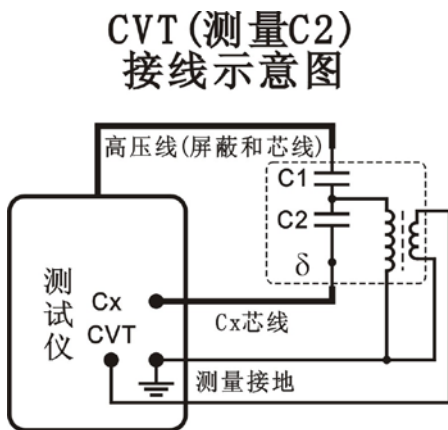 CVT(测量C2)
接线示意图
高压线(屏蔽和芯线)
C1
C2
δ
测试仪
Cx
CVT
Cx芯线
测量接地